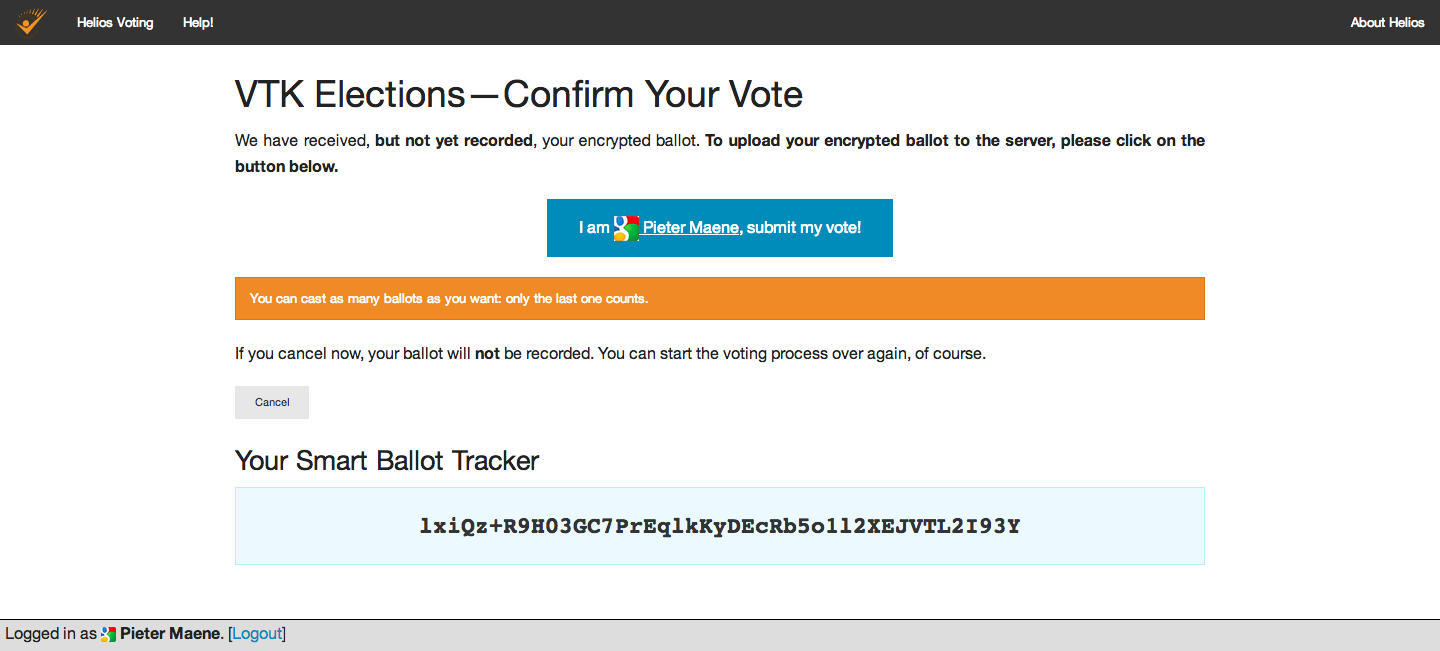 Helios Voting Help! About Helios
VTK Elections — Confirm Your Vote
We have received, but not yet recorded, your encrypted ballot. To upload your encrypted ballot to the server, please click on the
button below.
I am Pieter Maene, submit my vote!
You can cast as many ballots as you want: only the last one counts.
If you cancel now, your ballot will not be recorded. You can start the voting process over again, of course.
Cancel
Your Smart Ballot Tracker
lxiQz+R9H03GC7PrEqlkKyDEcRb5o1l2XEJVTL2I93Y
Logged in as Pieter Maene. [Logout]